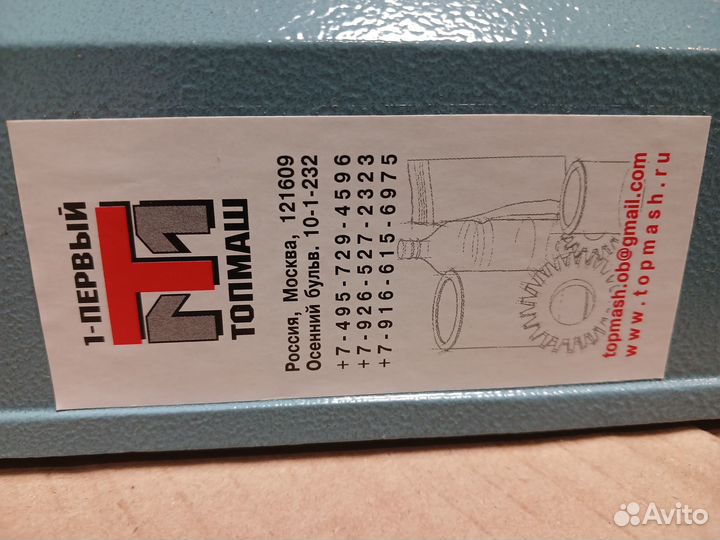 1-ПЕРВЫЙ
ТОПМАШ
Россия, Москва, 121609
Осенний бульв. 10-1-232
+7-495-729-4596
+7-926-527-2323
+7-916-615-6975
topmash.ob@gmail.com
www.topmash.ru
Avito